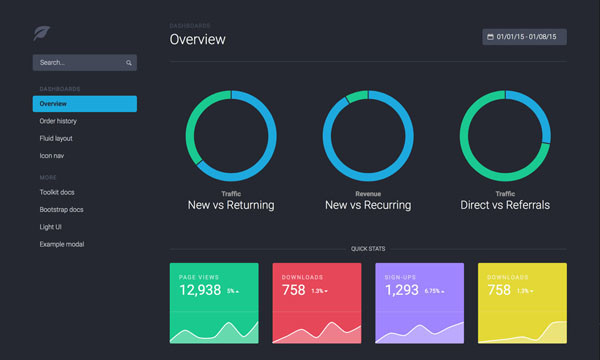 DASHBOARDS
Overview
01/01/15 - 01/08/15
Search...
DASHBOARDS
Overview
Order history
Fluid layout
Icon nav
MORE
Toolkit docs
Bootstrap docs
Light UI
Example modal
Traffic
New vs Returning
Revenue
New vs Recurring
Traffic
Direct vs Referrals
QUICK STATS
PAGE VIEWS
12,938 5%
DOWNLOADS
758 1.3%
SIGN-UPS
1,293 6.75%
DOWNLOADS
758 1.3%